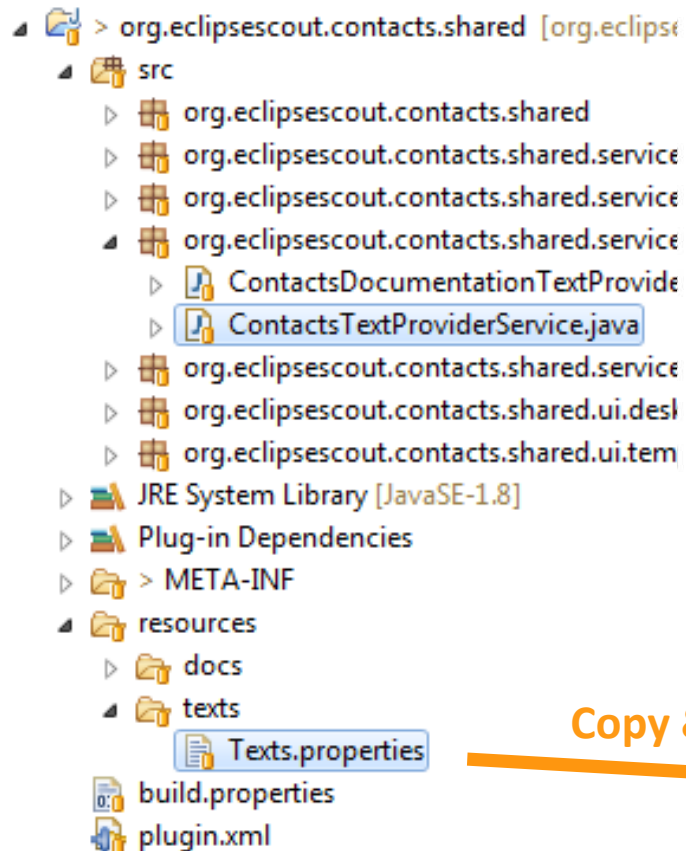 > org.eclipsescout.contacts.shared [org.eclipse
src
org.eclipsescout.contacts.shared
org.eclipsescout.contacts.shared.service
org.eclipsescout.contacts.shared.service
org.eclipsescout.contacts.shared.service
ContactsDocumentationTextProvide
ContactsTextProviderService.java
org.eclipsescout.contacts.shared.service
org.eclipsescout.contacts.shared.ui.desk
org.eclipsescout.contacts.shared.ui.tem
JRE System Library [JavaSE-1.8]
Plug-in Dependencies
> META-INF
resources
docs
texts
Copy
Texts.properties
build.properties
plugin.xml